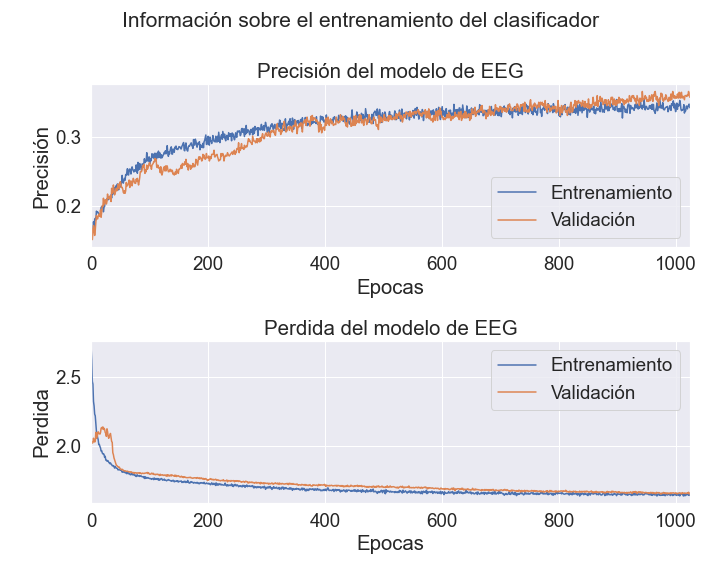 Información sobre el entrenamiento del clasificador
Precisión del modelo de EEG
Precisión
0.3
0.2
Entrenamiento
Validación
0 200 400 600 800 1000
Epocas
Perdida del modelo de EEG
Perdida
2.5
2.0
Entrenamiento
Validación
0 200 400 600 800 1000
Epocas